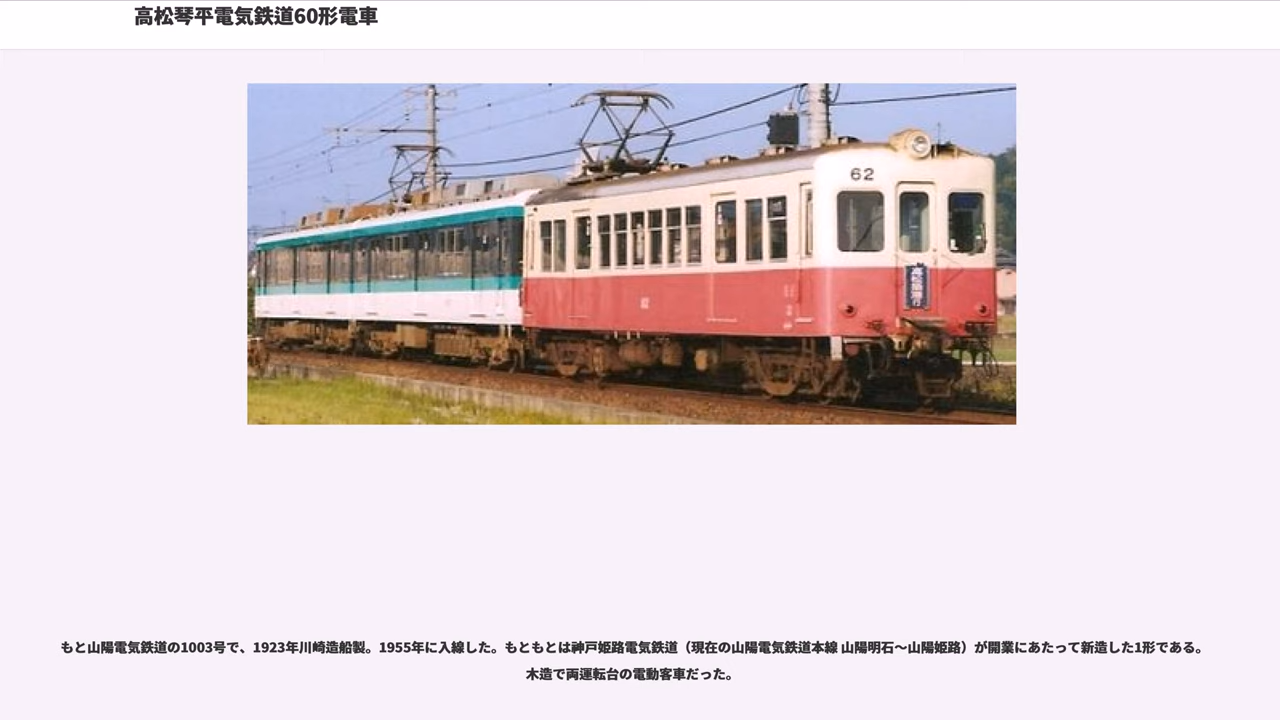 高松琴平電気鉄道60形電車
62
62
もと山陽電気鉄道の1003号で、1923年川崎造船製。1955年に入線した。もともとは神戸姫路電気鉄道（現在の山陽電気鉄道本線 山陽明石〜山陽姫路）が開業にあたって新造した1形である。
木造で両運転台の電動客車だった。